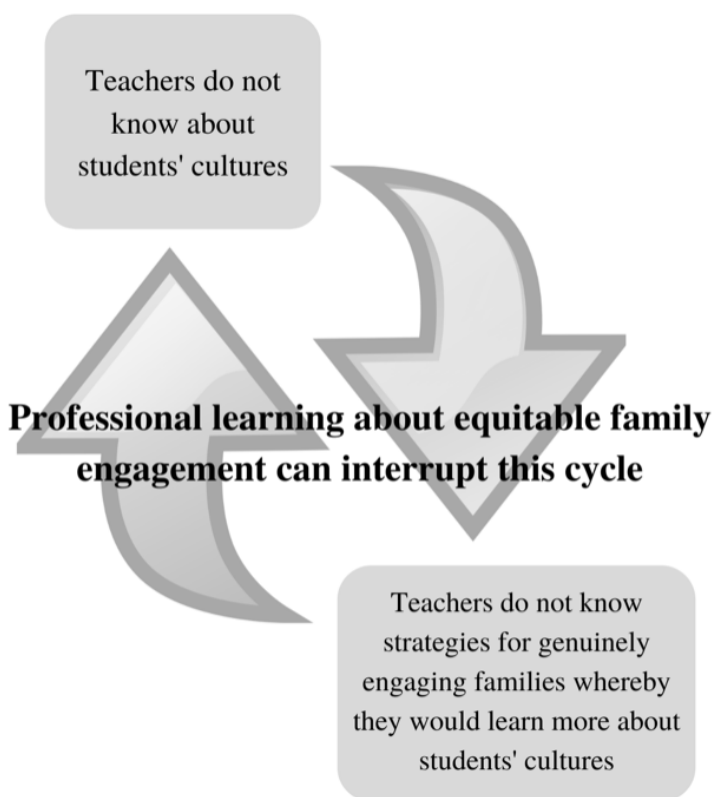 Teachers do not
know about
students' cultures
Professional learning about equitable family
engagement can interrupt this cycle
Teachers do not know
strategies for genuinely
engaging families whereby
they would learn more about
students' cultures